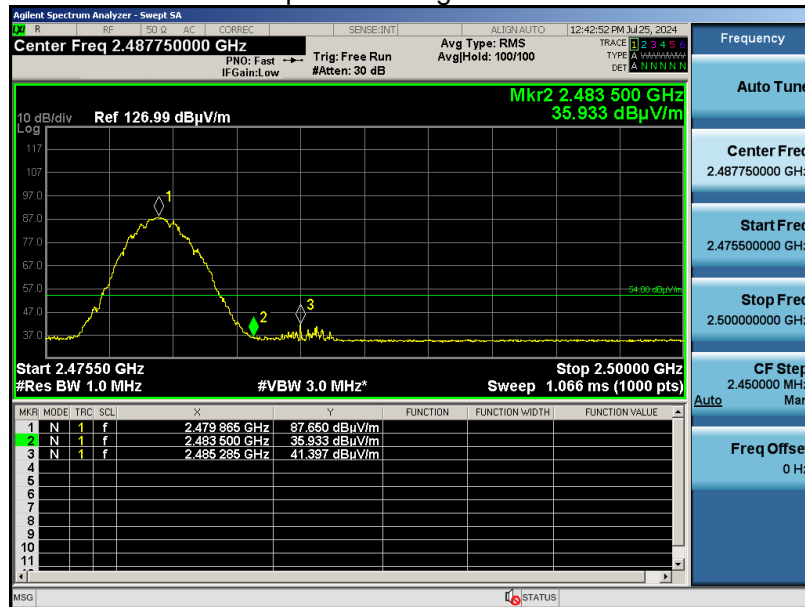 Agilent Spectrum Analyzer - Swept SA
R RF 50 Ω AC CORREC SENSE:INT ALIGN AUTO 12:42:52 PM Jul 25, 2024
Center Freq 2.487750000 GHz
PNO: Fast
IFGain:Low
Trig: Free Run
#Atten: 30 dB
Avg Type: RMS
Avg|Hold: 100/100
TRACE 1 2 3 4 5 6
TYPE A WWWWW
DET A N N N N N
Mkr2 2.483 500 GHz
35.933 dBµV/m
10 dB/div Ref 126.99 dBµV/m
Log
117
107
97.0
87.0
77.0
67.0
57.0
47.0
37.0
1
2
3
54.00 dBµV/m
Start 2.47550 GHz Stop 2.50000 GHz
#Res BW 1.0 MHz #VBW 3.0 MHz* Sweep 1.066 ms (1000 pts)
MKR MODE TRC SCL X Y FUNCTION FUNCTION WIDTH FUNCTION VALUE
1 N 1 f 2.479 865 GHz 87.650 dBµV/m
2 N 1 f 2.483 500 GHz 35.933 dBµV/m
3 N 1 f 2.485 285 GHz 41.397 dBµV/m
4
5
6
7
8
9
10
11
MSG STATUS
Frequency
Auto Tune
Center Freq
2.487750000 GHz
Start Freq
2.475500000 GHz
Stop Freq
2.500000000 GHz
CF Step
2.450000 MHz
Auto Man
Freq Offset
0 Hz